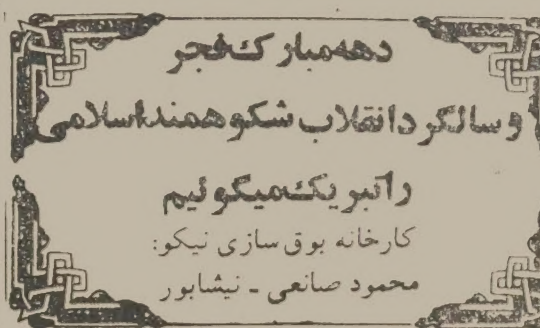 دهه مبارک فجر
و سالگرد انقلاب شکوهمند اسلامی
را تبریک میگوئیم
کارخانه بوق سازی نیکو:
محمود صانعی - نیشابور